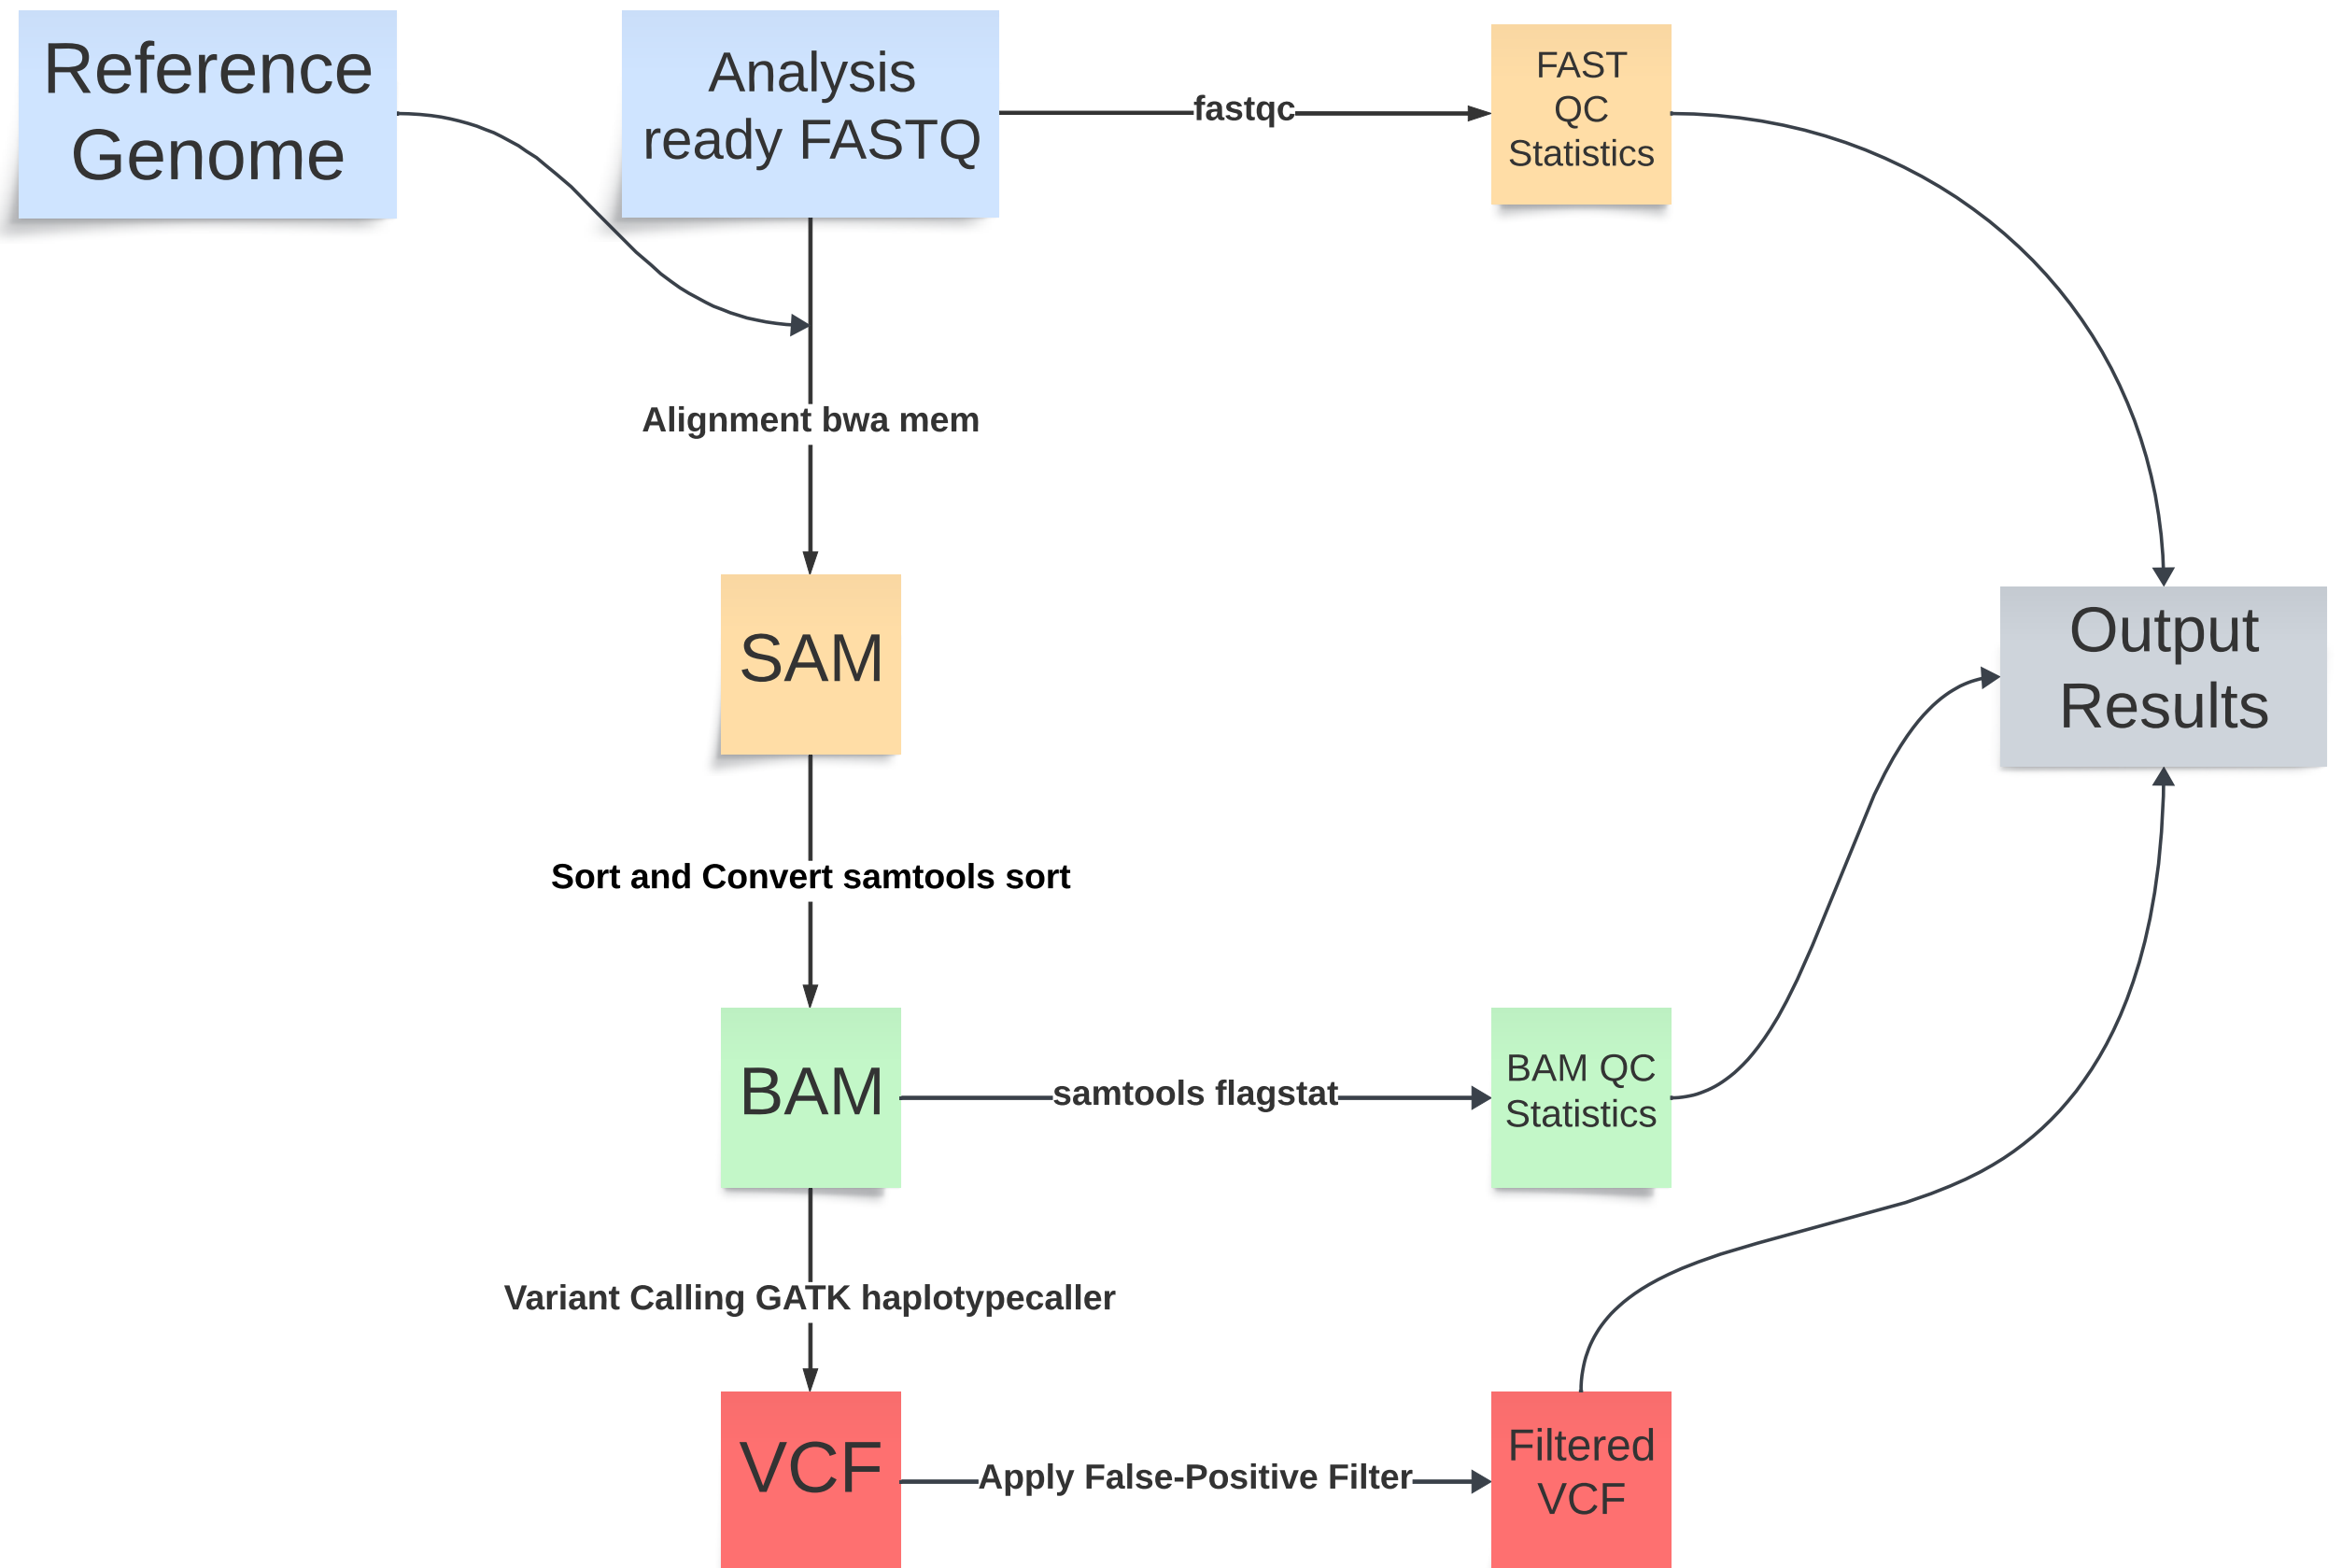 Reference
Genome
Analysis
ready FASTQ
fastqc
FAST
QC
Statistics
Alignment bwa mem
SAM
Output
Results
Sort and Convert samtools sort
BAM
samtools flagstat
BAM QC
Statistics
Variant Calling GATK haplotypecaller
VCF
Apply False-Positive Filter
Filtered
VCF